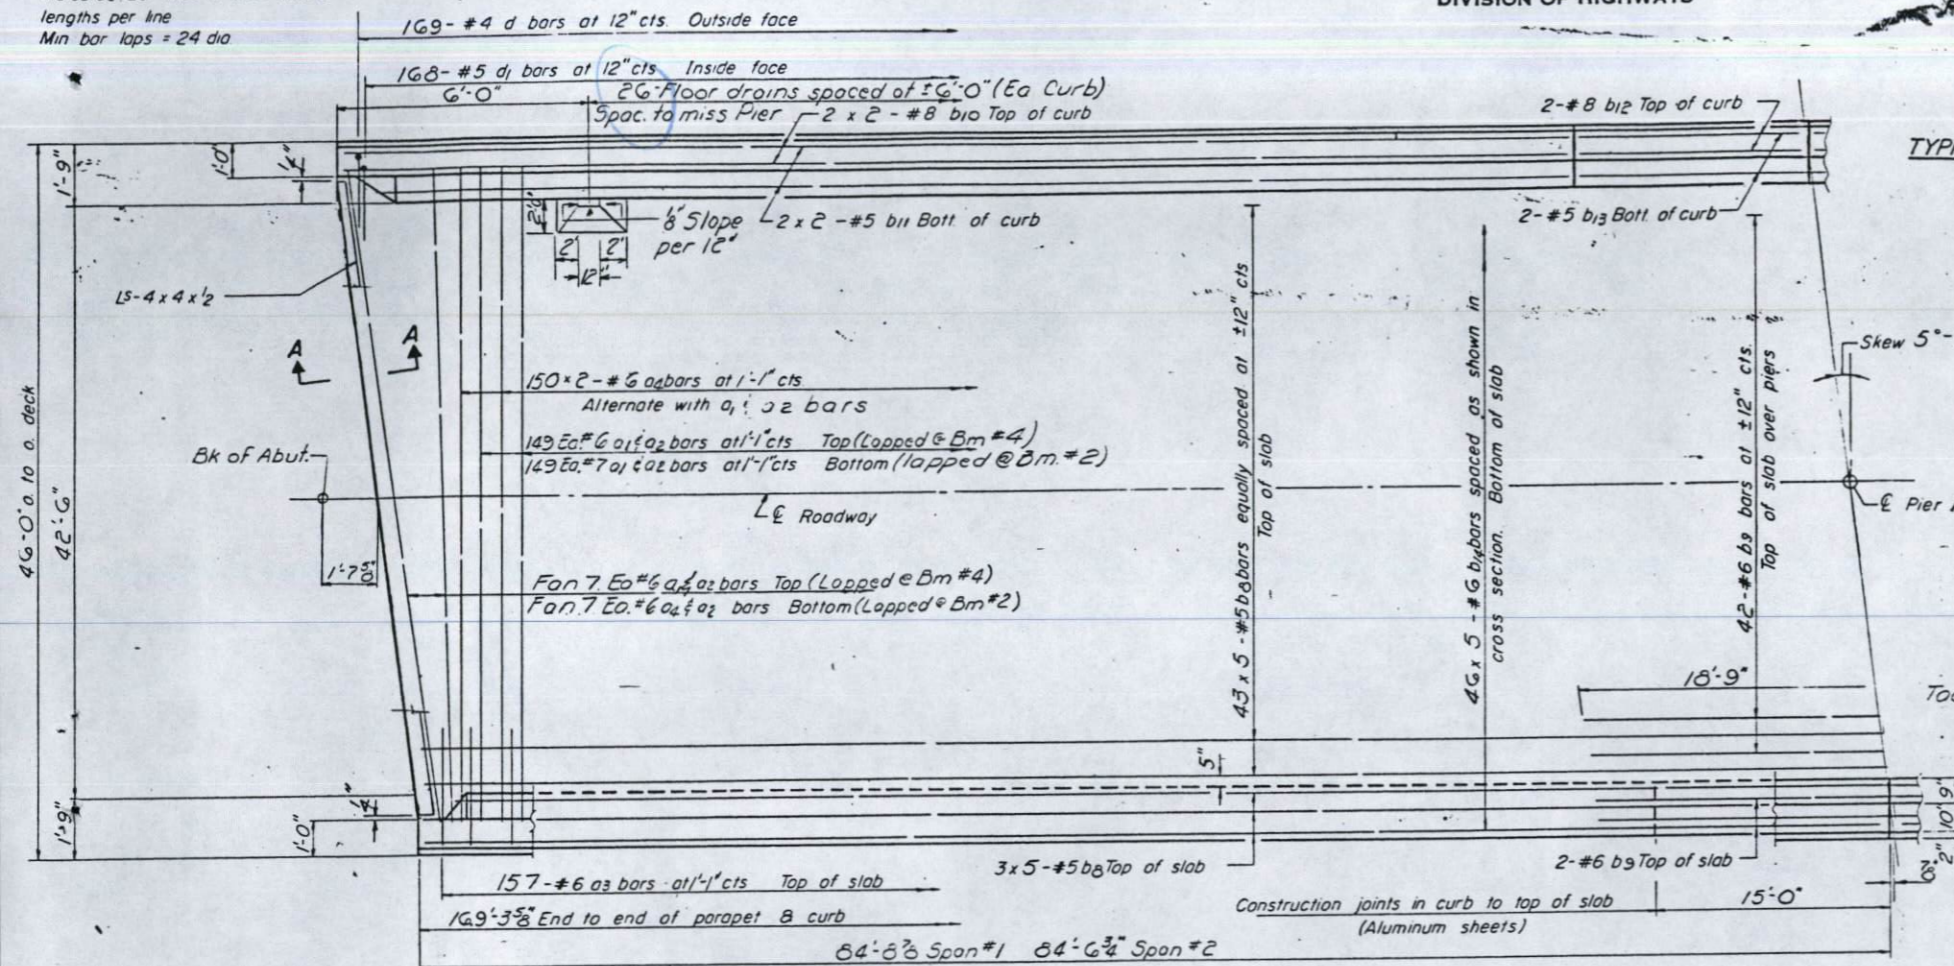 lengths per line
Min bar laps = 24 dia
DIVISION OF HIGHWAYS
169- #4 d bars at 12" cts. Outside face
168- #5 d1 bars at 12" cts Inside face
6'-0"
26-Floor drains spaced at ±6'-0" (Ea Curb)
Spac. to miss Pier
2 x 2 - #8 b10 Top of curb
2-#8 b12 Top of curb
1'-0"
1'-9"
2'-6"
1/8" Slope
per 12"
2 x 2 - #5 b11 Bott. of curb
2-#5 b13 Bott. of curb
2'
2'
12"
Ls-4 x 4 x 1/2
Skew 5°-
A
A
150 x 2 - #6 bars at 1'-1" cts
Alternate with a1 & a2 bars
149 Ea. #6 a1 & a2 bars at 1'-1" cts Top (Lapped @ Bm #4)
149 Ea. #7 a1 & a2 bars at 1'-1" cts Bottom (lapped @ Bm. #2)
Bk of Abut.
46'-0" o. to o. deck
42'-6"
℄ Roadway
℄ Pier
1'-7 5/8"
Fan 7. Ea #6 a4 & a2 bars Top (Lapped @ Bm #4)
Fan 7. Ea. #6 a4 & a2 bars Bottom (Lapped @ Bm #2)
43 x 5 - #5 b8 bars equally spaced at ±12" cts
Top of slab
46 x 5 - #6 bars spaced as shown in
cross section. Bottom of slab
42-#6 b9 bars at ±12" cts.
Top of slab over piers
18'-9"
5"
1'-9"
1'-0"
3 x 5 - #5 b8 Top of slab
2-#6 b9 Top of slab
157-#6 a3 bars at 1'-1" cts Top of slab
169'-3 5/8" End to end of parapet & curb
Construction joints in curb to top of slab
(Aluminum sheets)
15'-0"
84'-8 7/8" Span #1 84'-6 3/4" Span #2